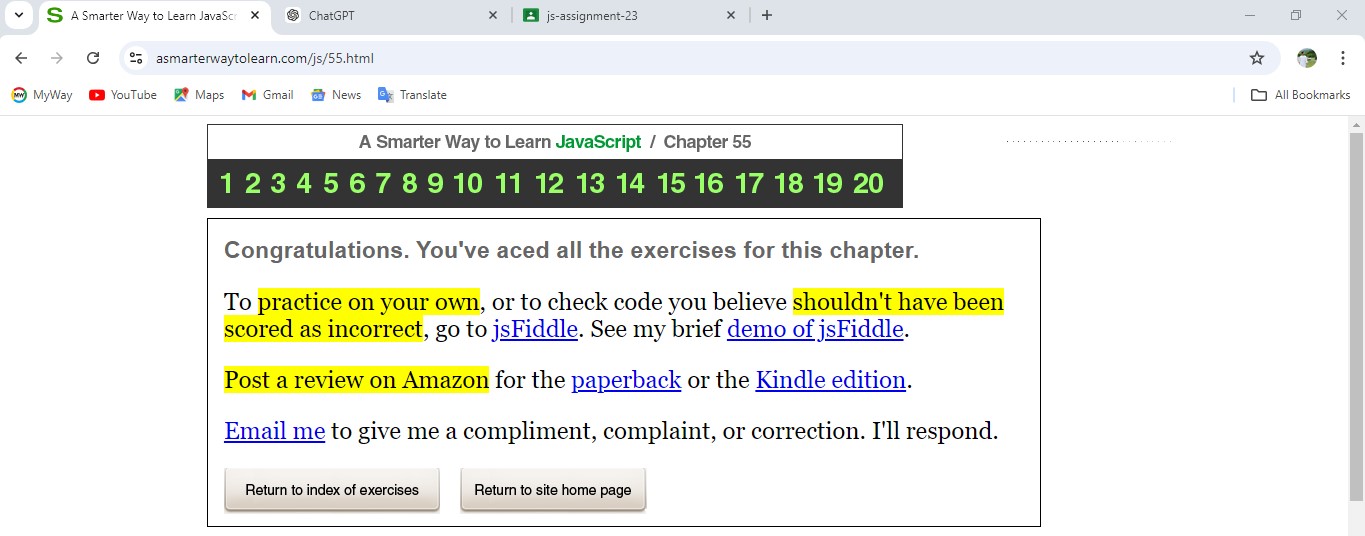 A Smarter Way to Learn JavaScr
ChatGPT
js-assignment-23
asmarterwaytolearn.com/js/55.html
MyWay YouTube Maps Gmail News Translate All Bookmarks
A Smarter Way to Learn JavaScript / Chapter 55
1 2 3 4 5 6 7 8 9 10 11 12 13 14 15 16 17 18 19 20
Congratulations. You've aced all the exercises for this chapter.
To practice on your own, or to check code you believe shouldn't have been
scored as incorrect, go to jsFiddle. See my brief demo of jsFiddle.
Post a review on Amazon for the paperback or the Kindle edition.
Email me to give me a compliment, complaint, or correction. I'll respond.
Return to index of exercises Return to site home page